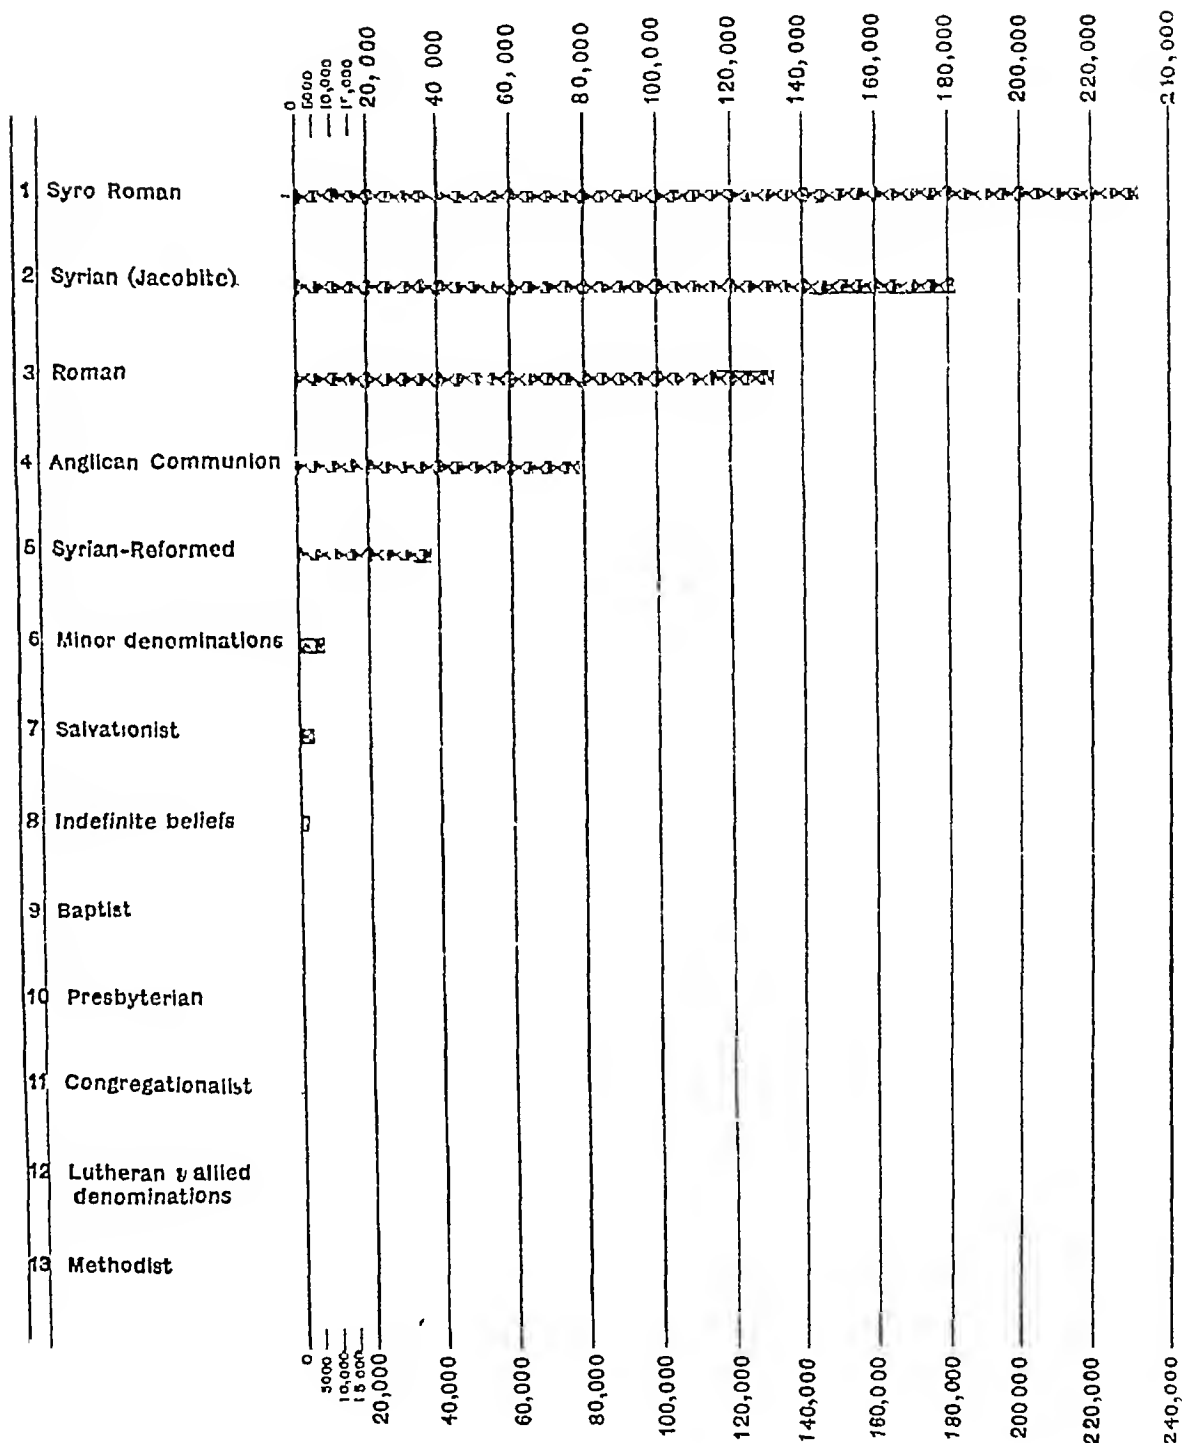 0 5000 10,000 15,000 20,000 40 000 60,000 80,000 100,000 120,000 140,000 160,000 180,000 200,000 220,000 210,000
1 Syro Roman
2 Syrian (Jacobite).
3 Roman
4 Anglican Communion
5 Syrian-Reformed
6 Minor denominations
7 Salvationist
8 Indefinite beliefs
9 Baptist
10 Presbyterian
11 Congregationalist
12 Lutheran & allied
denominations
13 Methodist
0 5000 10,000 15000 20,000 40,000 60,000 80,000 100,000 120,000 140,000 160,000 180,000 200000 220,000 240,000